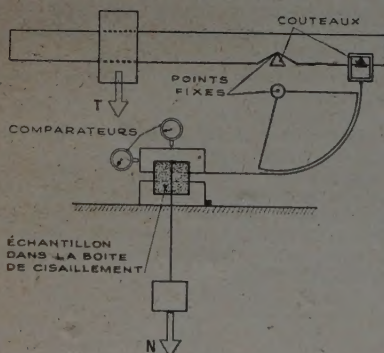 COUTEAUX
POINTS
FIXES
T
COMPARATEURS
ÉCHANTILLON
DANS LA BOITE
DE CISAILLEMENT
N